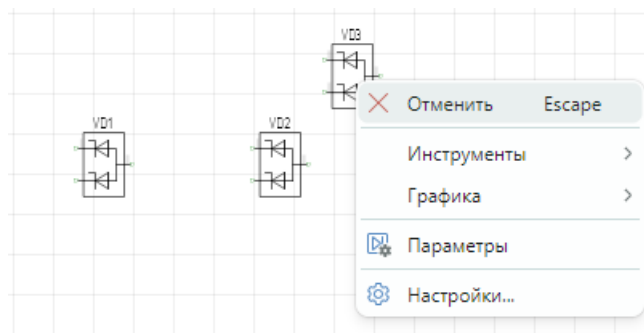 VD3
VD1
VD2
Отменить Escape
Инструменты
Графика
Параметры
Настройки...